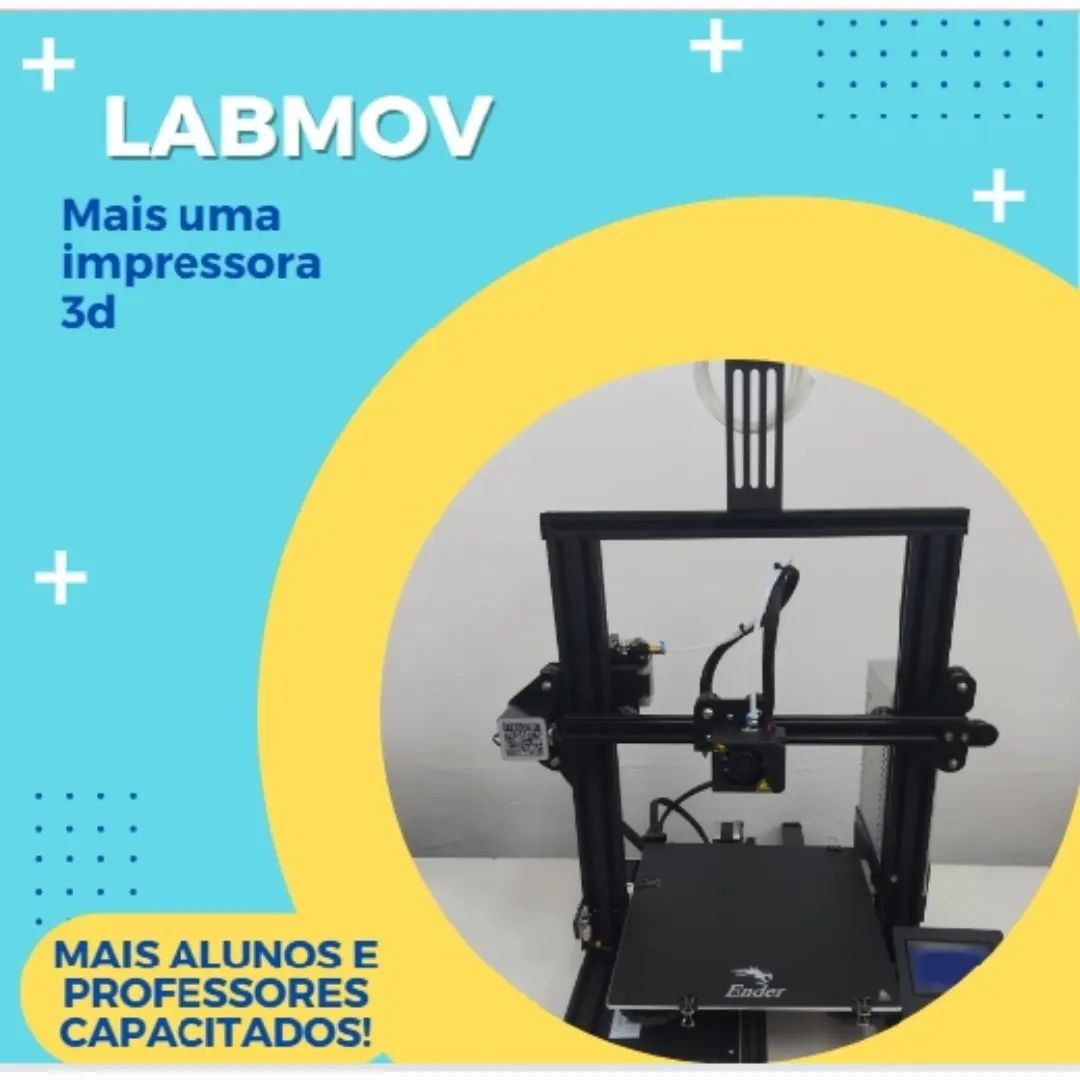 LABMOV
Mais uma
impressora
3d
Ender
MAIS ALUNOS E
PROFESSORES
CAPACITADOS!